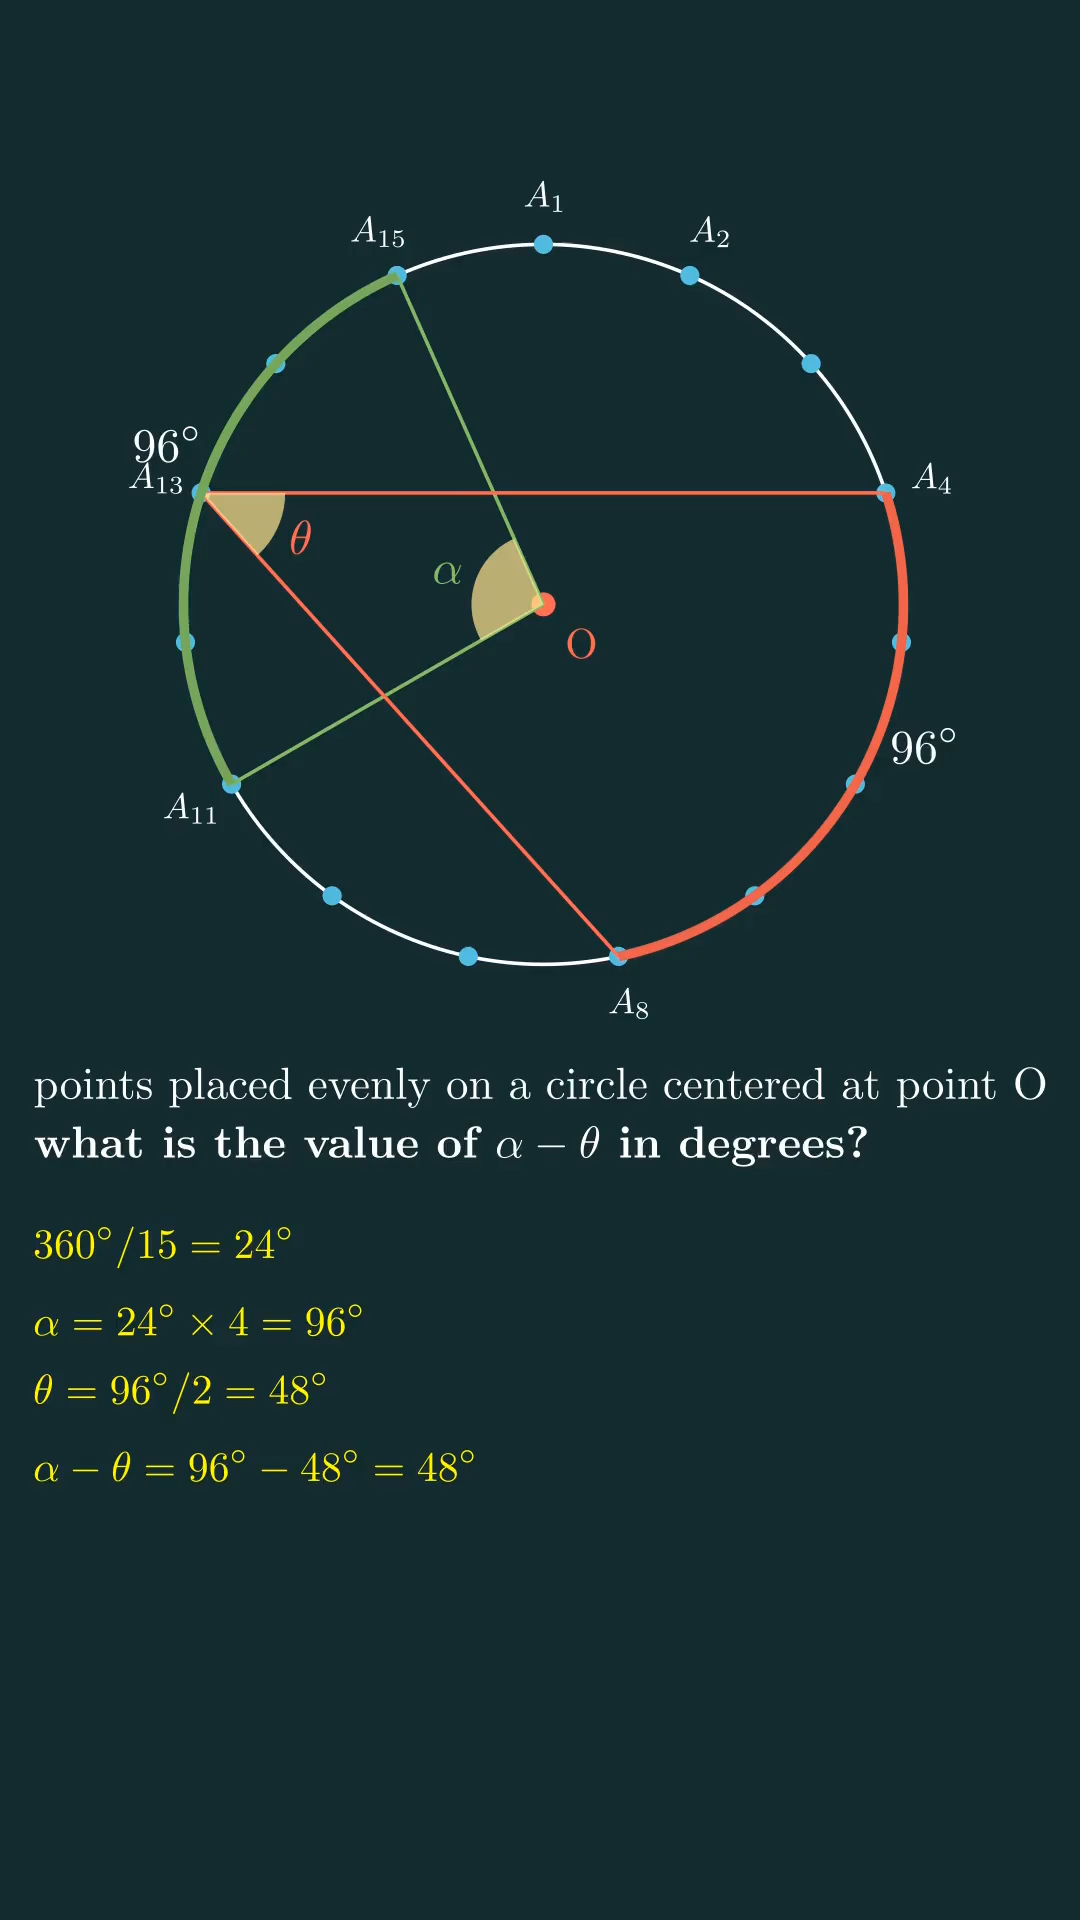 A₁
A₁₅
A₂
96°
A₁₃
A₄
θ
α
O
96°
A₁₁
A₈
points placed evenly on a circle centered at point O
what is the value of α − θ in degrees?
360°/15 = 24°
α = 24° × 4 = 96°
θ = 96°/2 = 48°
α − θ = 96° − 48° = 48°